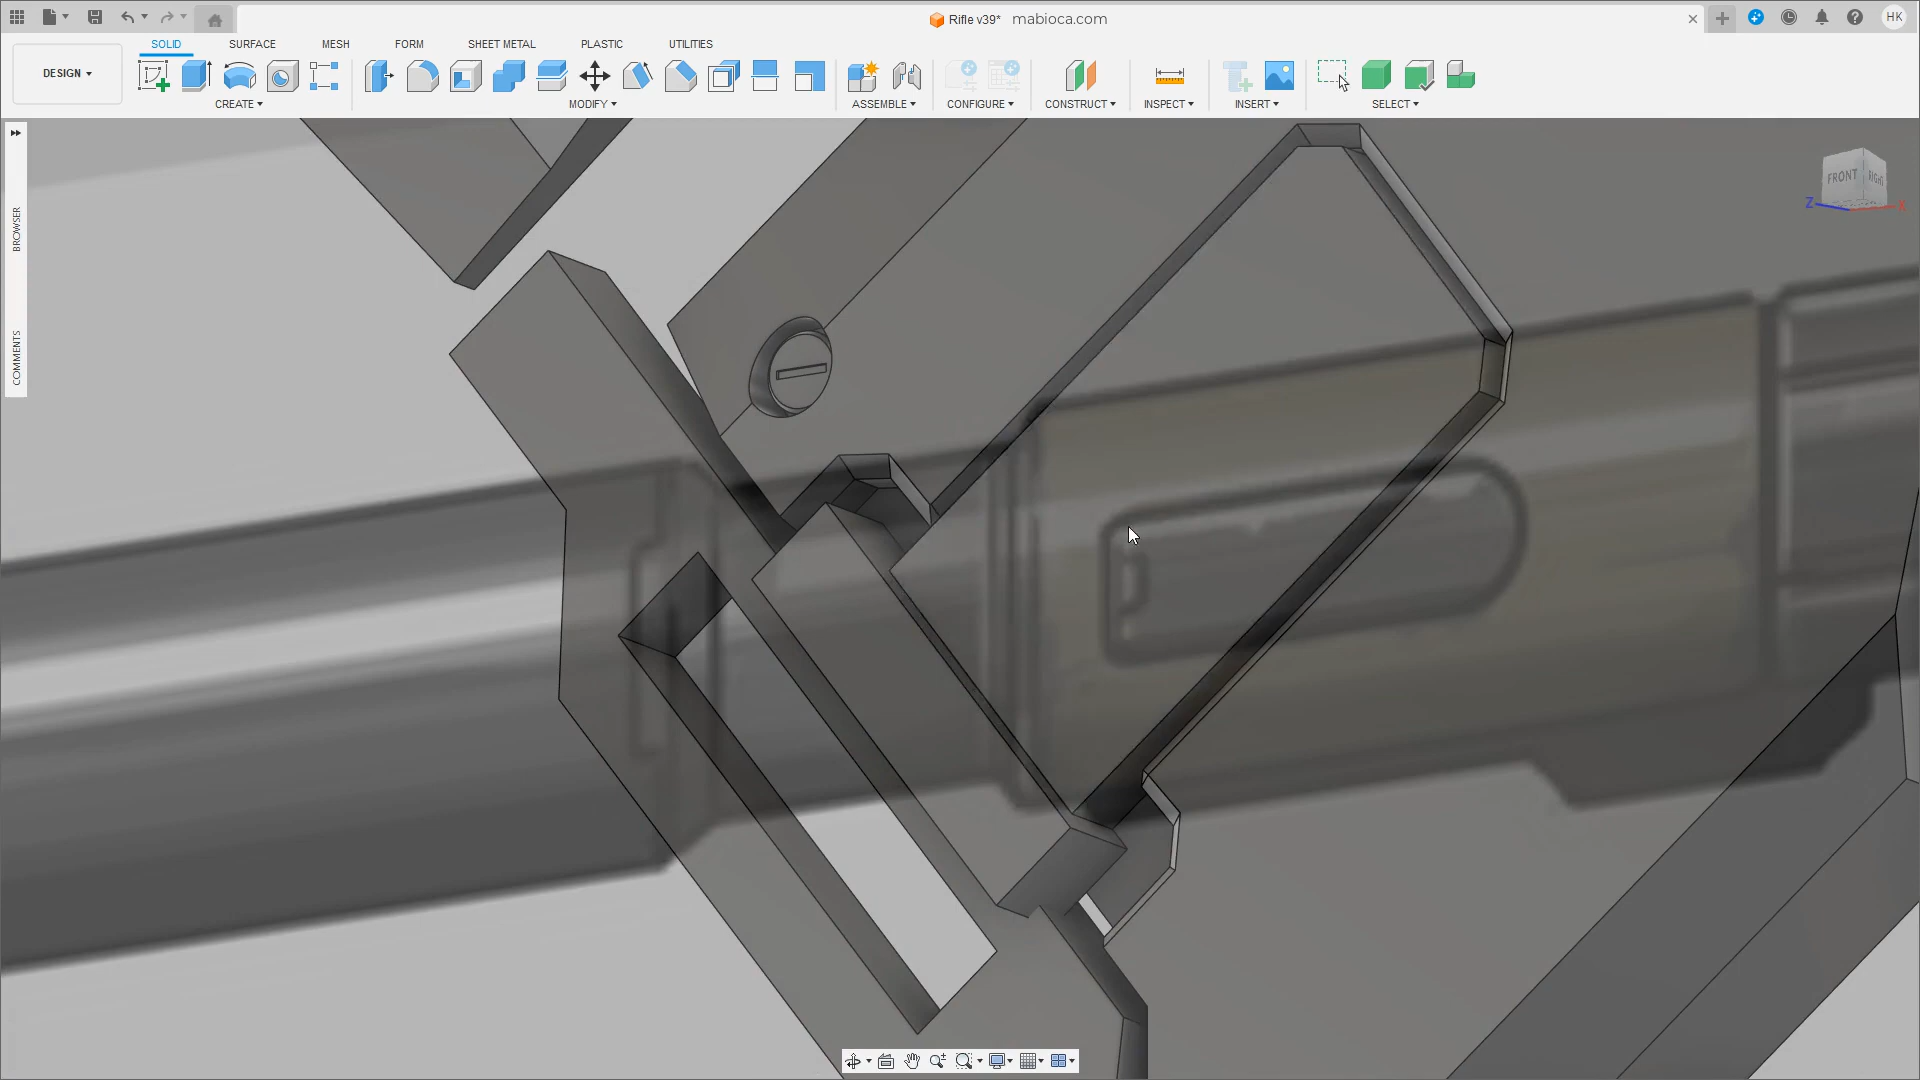 Rifle v39* mabioca.com
HK
DESIGN
SOLID SURFACE MESH FORM SHEET METAL PLASTIC UTILITIES
CREATE MODIFY ASSEMBLE CONFIGURE CONSTRUCT INSPECT INSERT SELECT
BROWSER
COMMENTS
FRONT RIGHT
Z X